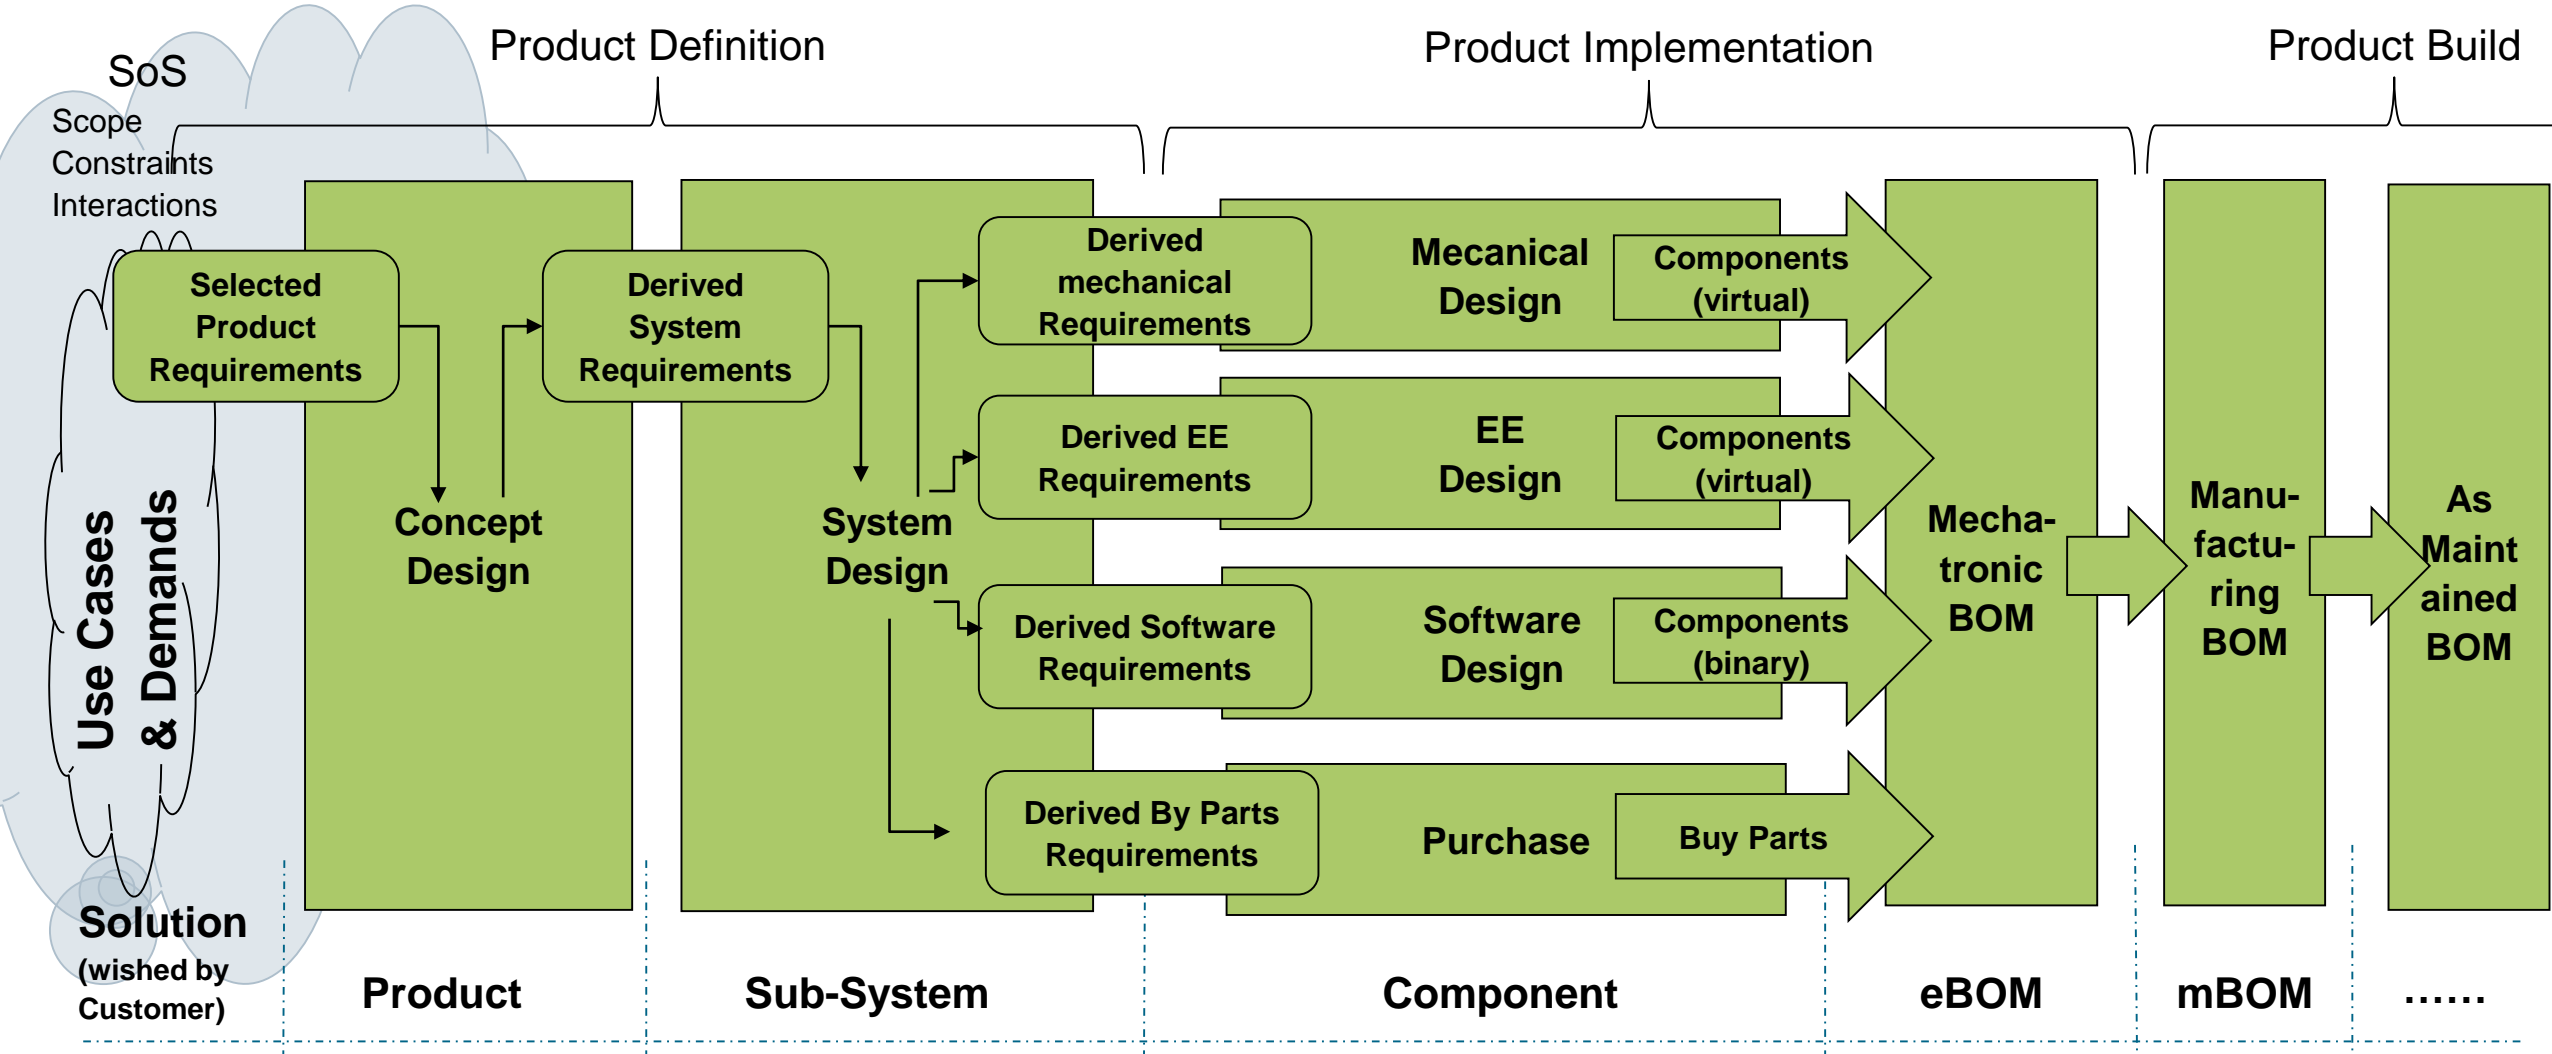 Product Definition
Product Implementation
Product Build
SoS
Scope
Constraints
Interactions
Use Cases
& Demands
Selected
Product
Requirements
Concept
Design
Derived
System
Requirements
System
Design
Derived
mechanical
Requirements
Mecanical
Design
Components
(virtual)
Derived EE
Requirements
EE
Design
Components
(virtual)
Derived Software
Requirements
Software
Design
Components
(binary)
Derived By Parts
Requirements
Purchase
Buy Parts
Mecha-
tronic
BOM
Manu-
factu-
ring
BOM
As
Maint
ained
BOM
Solution
(wished by
Customer)
Product
Sub-System
Component
eBOM
mBOM
......